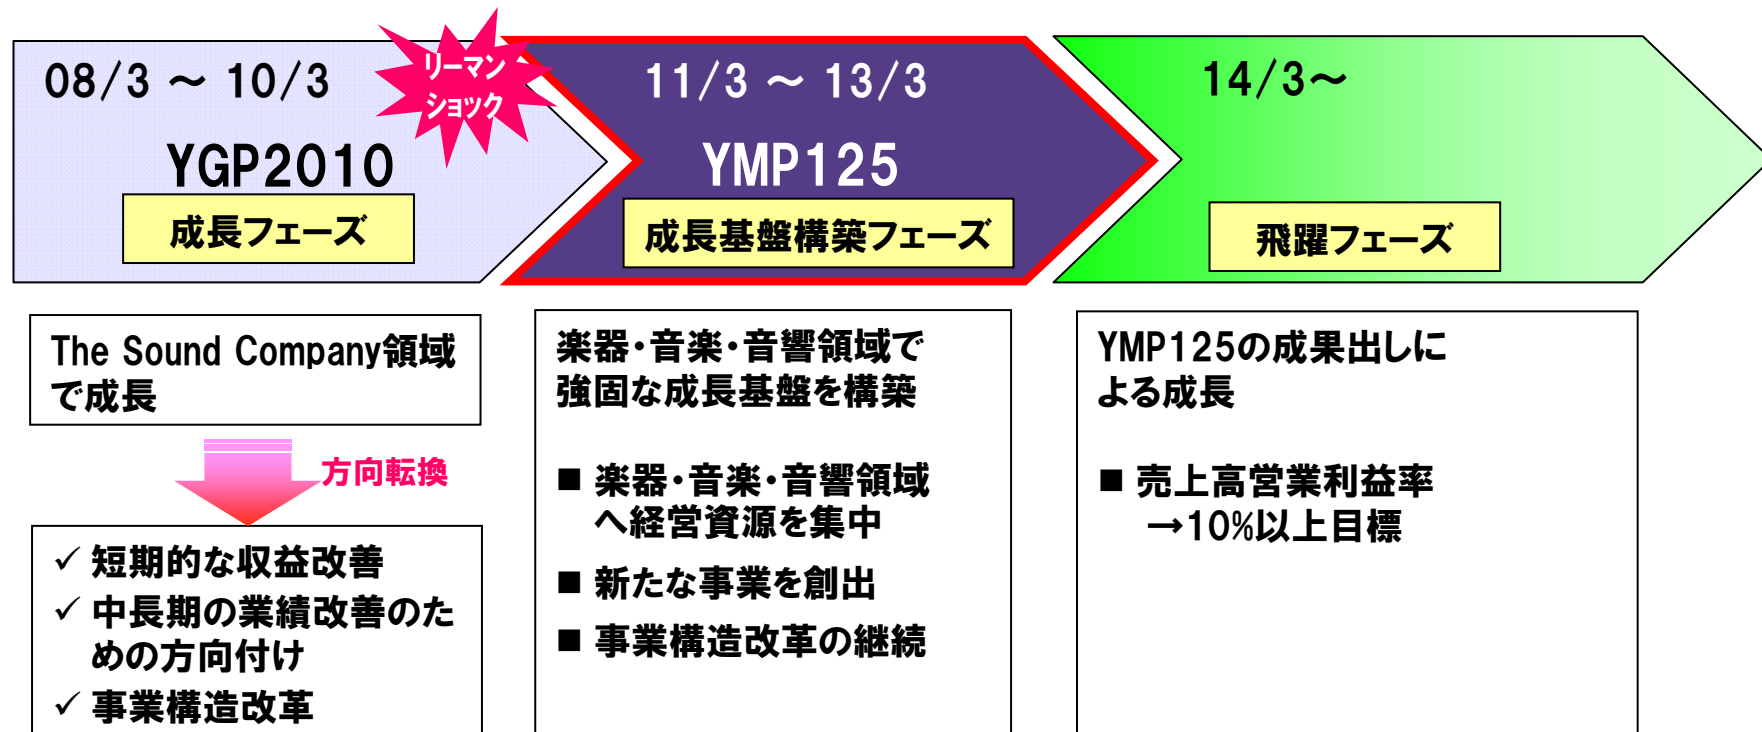 08/3 ～ 10/3
リーマン
ショック
YGP2010
成長フェーズ
11/3 ～ 13/3
YMP125
成長基盤構築フェーズ
14/3～
飛躍フェーズ
The Sound Company領域
で成長
方向転換
✓ 短期的な収益改善
✓ 中長期の業績改善のた
めの方向付け
✓ 事業構造改革
楽器・音楽・音響領域で
強固な成長基盤を構築
■ 楽器・音楽・音響領域
へ経営資源を集中
■ 新たな事業を創出
■ 事業構造改革の継続
YMP125の成果出しに
よる成長
■ 売上高営業利益率
→10%以上目標